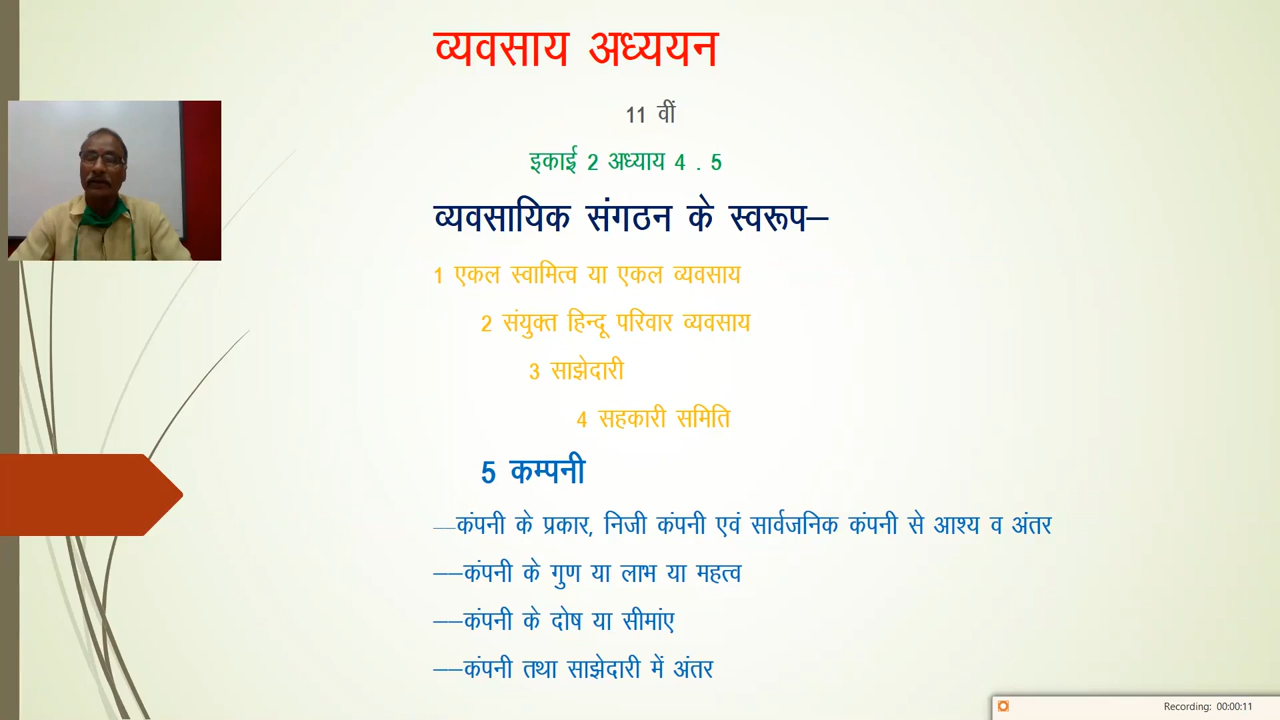 व्यवसाय अध्ययन
11 वीं
इकाई 2 अध्याय 4 . 5
व्यवसायिक संगठन के स्वरूप–
1 एकल स्वामित्व या एकल व्यवसाय
2 संयुक्त हिन्दू परिवार व्यवसाय
3 साझेदारी
4 सहकारी समिति
5 कम्पनी
—कंपनी के प्रकार, निजी कंपनी एवं सार्वजनिक कंपनी से आश्य व अंतर
––कंपनी के गुण या लाभ या महत्व
––कंपनी के दोष या सीमांए
––कंपनी तथा साझेदारी में अंतर
Recording: 00:00:11